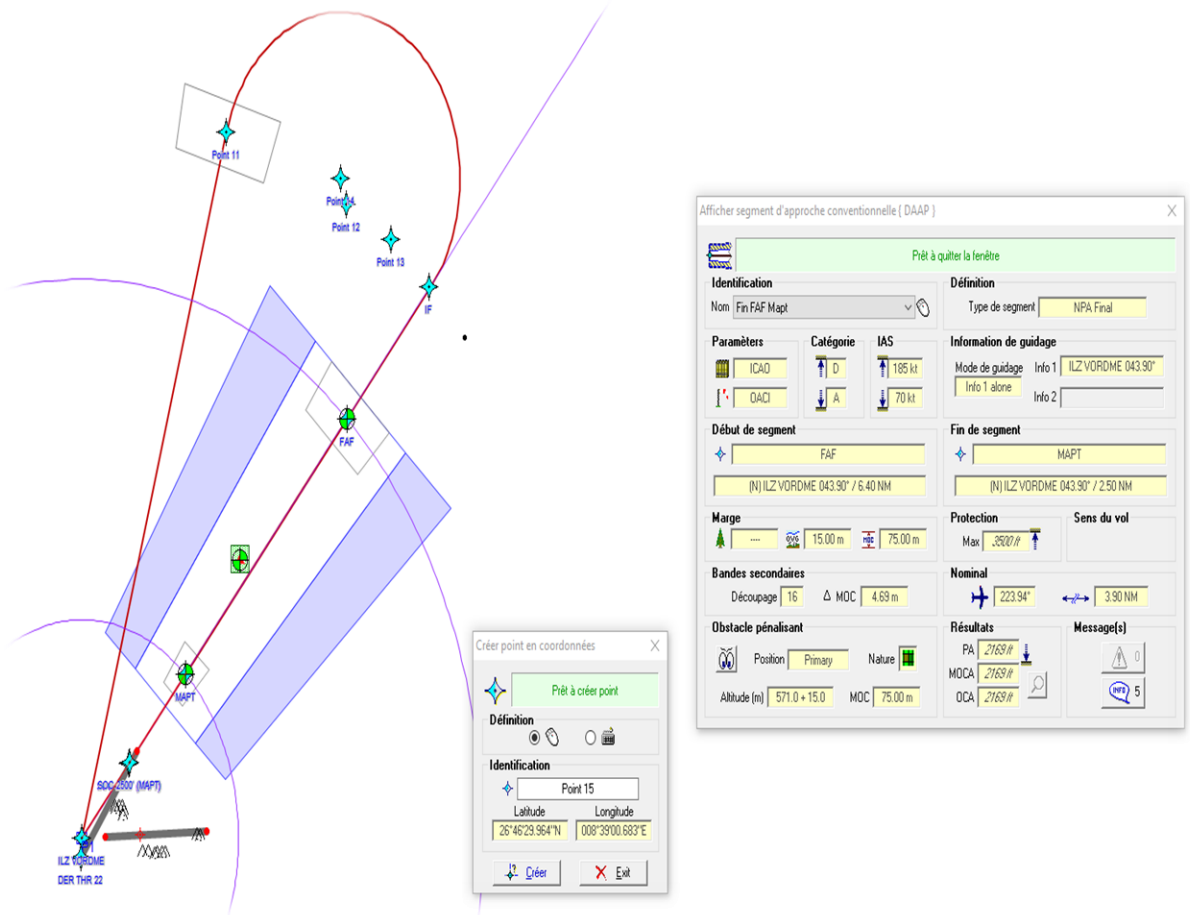 Point 11
Point 14
Point 12
Point 13
IF
FAF
MAPT
SOC 2500' (MAPT)
ILZ VORDME
DER THR 22
Afficher segment d'approche conventionelle { DAAP }
Prêt à quitter la fenêtre
Identification
Nom Fin FAF Mapt
Définition
Type de segment NPA Final
Paramèters
ICAO
OACI
Catégorie
D
A
IAS
185 kt
70 kt
Information de guidage
Mode de guidage Info 1 ILZ VORDME 043.90°
Info 1 alone
Info 2
Début de segment
FAF
(N) ILZ VORDME 043.90° / 6.40 NM
Fin de segment
MAPT
(N) ILZ VORDME 043.90° / 2.50 NM
Marge
---- 15.00 m 75.00 m
Protection
Max 3500 ft
Sens du vol
Bandes secondaires
Découpage 16 Δ MOC 4.69 m
Nominal
223.94° 3.90 NM
Obstacle pénalisant
Position Primary Nature
Altitude (m) 571.0 + 15.0 MOC 75.00 m
Résultats
PA 2169 ft
MOCA 2169 ft
OCA 2169 ft
Message(s)
0
INFO 5
Créer point en coordonnées
Prêt à créer point
Définition
Identification
Point 15
Latitude Longitude
26°46'29.964"N 008°39'00.683"E
Créer Exit